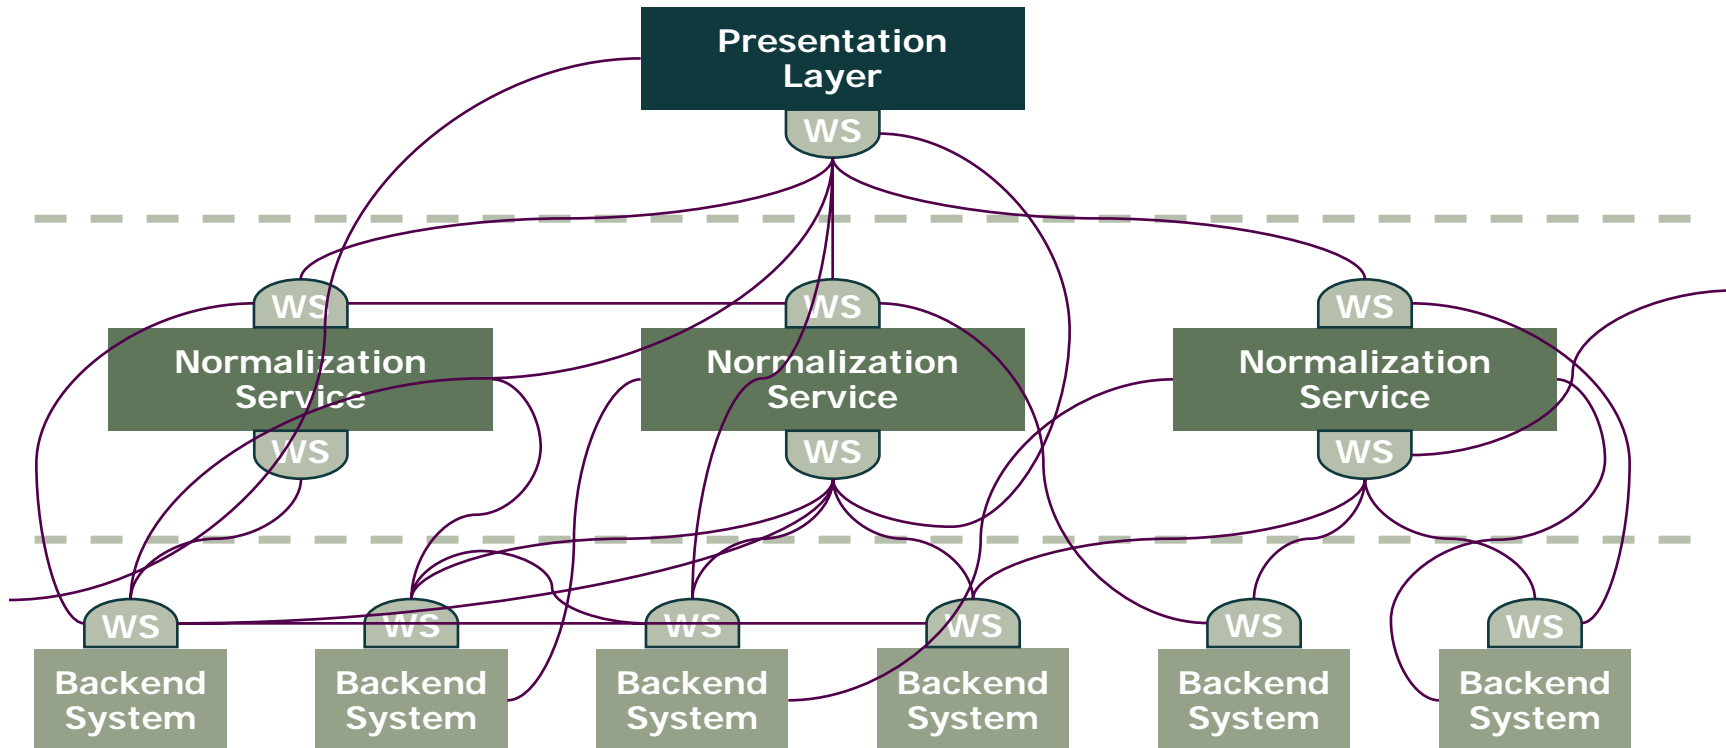 Presentation
Layer
WS
WS
WS
WS
Normalization
Service
Normalization
Service
Normalization
Service
WS
WS
WS
WS
WS
WS
WS
WS
WS
Backend
System
Backend
System
Backend
System
Backend
System
Backend
System
Backend
System